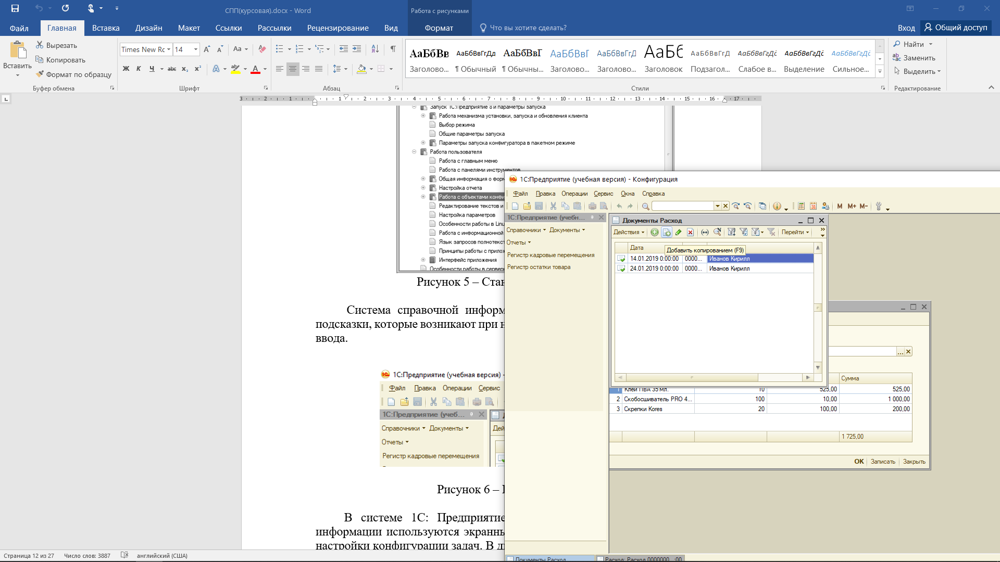 СПП(курсовая).docx - Word
Работа с рисунками
Файл
Главная
Вставка
Дизайн
Макет
Ссылки
Рассылки
Рецензирование
Вид
Формат
Что вы хотите сделать?
Вход
Общий доступ
Вставить
Вырезать
Копировать
Формат по образцу
Буфер обмена
Times New Rc
14
Aa
Ж К Ч abc x₂ x²
Шрифт
Абзац
АаБбВв
АаБбВвГгДд
АаБбВвГ
АаБбВвГ
АаБбВвГгД
АаБб
АаБбВвГгД
АаБбВвГгДс
АаБбВвГгДс
АаБбВвГгДс
Заголово...
¶ Обычный
¶ Обычны...
Заголово...
Заголово...
Заголовок
Подзагол...
Слабое в...
Выделение
Сильное...
Стили
Найти
Заменить
Выделить
Редактирование
3 2 1 1 2 3 4 5 6 7 8 9 10 11 12 13 14 15 16 17
Запуск 1С:Предприятие 8 и параметры запуска
Работа механизма установки, запуска и обновления клиента
Выбор режима
Общие параметры запуска
Параметры запуска конфигуратора в пакетном режиме
Работа пользователя
Работа с главным меню
Работа с панелями инструментов
Общая информация о форм
Настройка отчета
Работа с объектами конфи
Редактирование текстов и
Настройка параметров
Особенности работы в Linu
Работа с информационной
Язык запросов полнотекст
Принципы работы с прилож
Интерфейс приложения
Особенности работы в серверн
Рисунок 5 – Стан
Система справочной информ
подсказки, которые возникают при н
ввода.
1С:Предприятие (учебная версия) -
Файл Правка Операции Сервис
1С:Предприятие (учеб...
Справочники Документы
Дей
Отчеты
Регистр кадровые перемещения
Рисунок 6 –
В системе 1С: Предприятие
информации используются экранны
настройки конфигурации задач. В ди
1С:Предприятие (учебная версия) - Конфигурация
Файл Правка Операции Сервис Окна Справка
M M+ M-
1С:Предприятие (учебн...
Справочники Документы
Отчеты
Регистр кадровые перемещения
Регистр остатки товара
Документы Расход
Действия
Перейти
Дата
Добавить копированием (F9)
14.01.2019 0:00:00 0000... Иванов Кирилл
24.01.2019 0:00:00 0000... Иванов Кирилл
Сумма
1 Клей ПВА 35 мл. 10 525,00 525,00
2 Скобосшиватель PRO 4... 100 10,00 1 000,00
3 Скрепки Kores 20 100,00 200,00
1 725,00
OK Записать Закрыть
Документы Расход
Расход: Расход 0000000...:00
Страница 12 из 27
Число слов: 3887
английский (США)